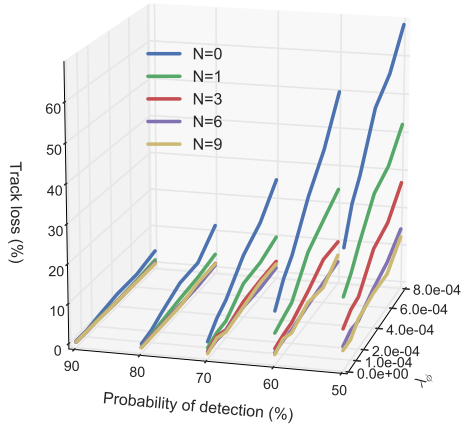 N=0
N=1
N=3
N=6
N=9
Track loss (%)
60
50
40
30
20
10
0
90
80
70
60
50
Probability of detection (%)
8.0e-04
6.0e-04
4.0e-04
2.0e-04
1.0e-04
0.0e+00